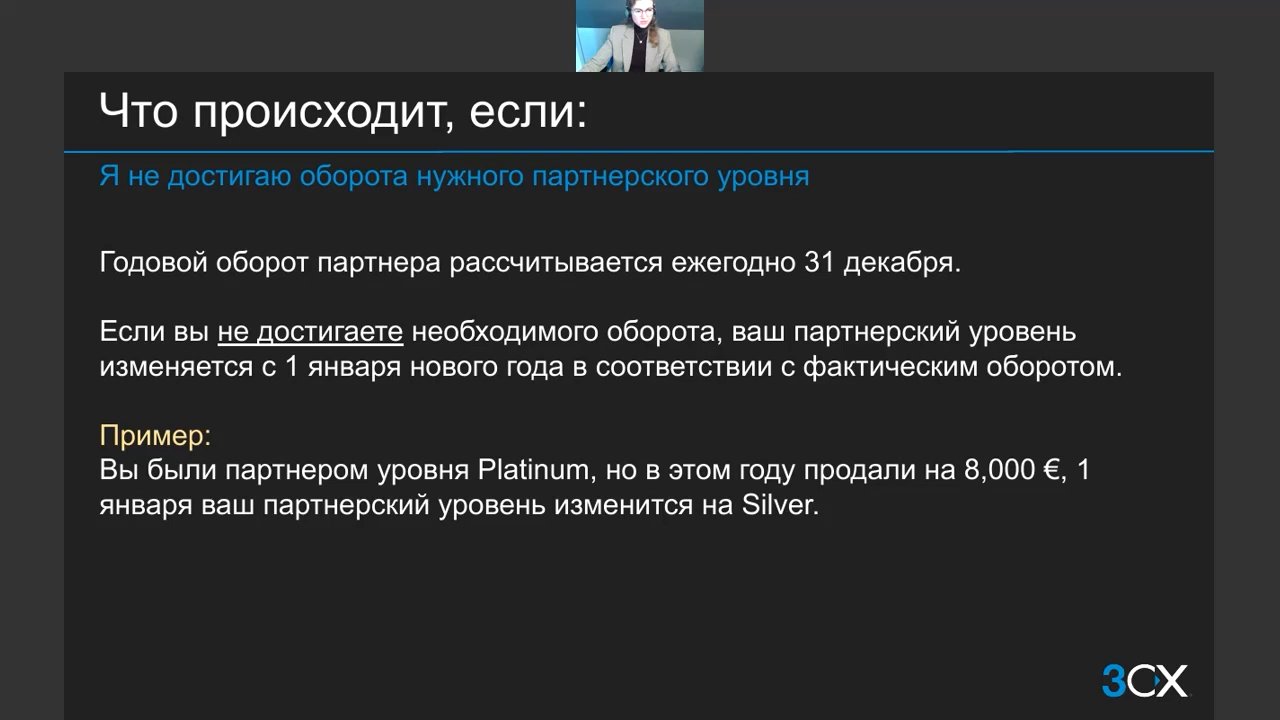 Что происходит, если:
Я не достигаю оборота нужного партнерского уровня
Годовой оборот партнера рассчитывается ежегодно 31 декабря.
Если вы не достигаете необходимого оборота, ваш партнерский уровень
изменяется с 1 января нового года в соответствии с фактическим оборотом.
Пример:
Вы были партнером уровня Platinum, но в этом году продали на 8,000 €, 1
января ваш партнерский уровень изменится на Silver.
3CX